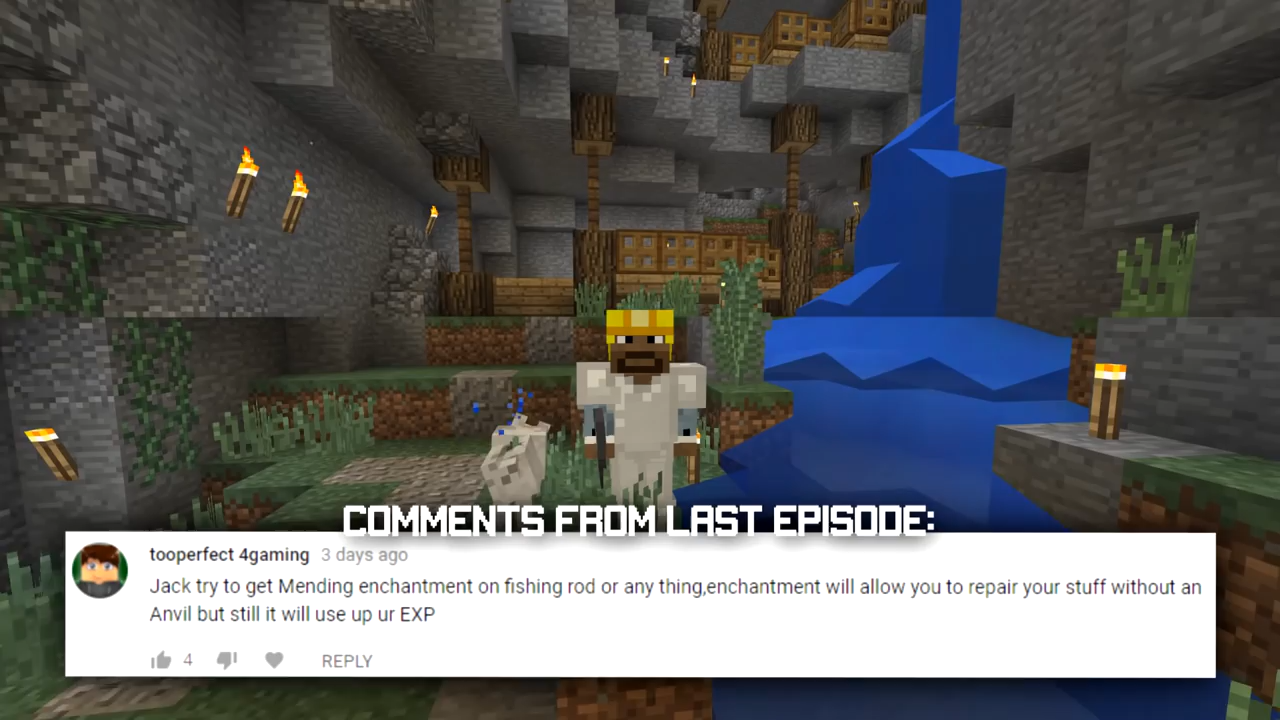 COMMENTS FROM LAST EPISODE:
tooperfect 4gaming 3 days ago
Jack try to get Mending enchantment on fishing rod or any thing,enchantment will allow you to repair your stuff without an
Anvil but still it will use up ur EXP
4 REPLY